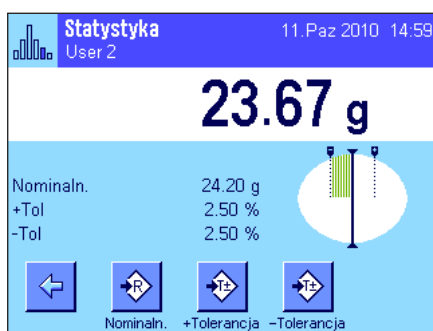 Statystyka 11.Paz 2010 14:59
User 2
23.67 g
Nominaln. 24.20 g
+Tol 2.50 %
-Tol 2.50 %
R T± T±
Nominaln. +Tolerancja -Tolerancja